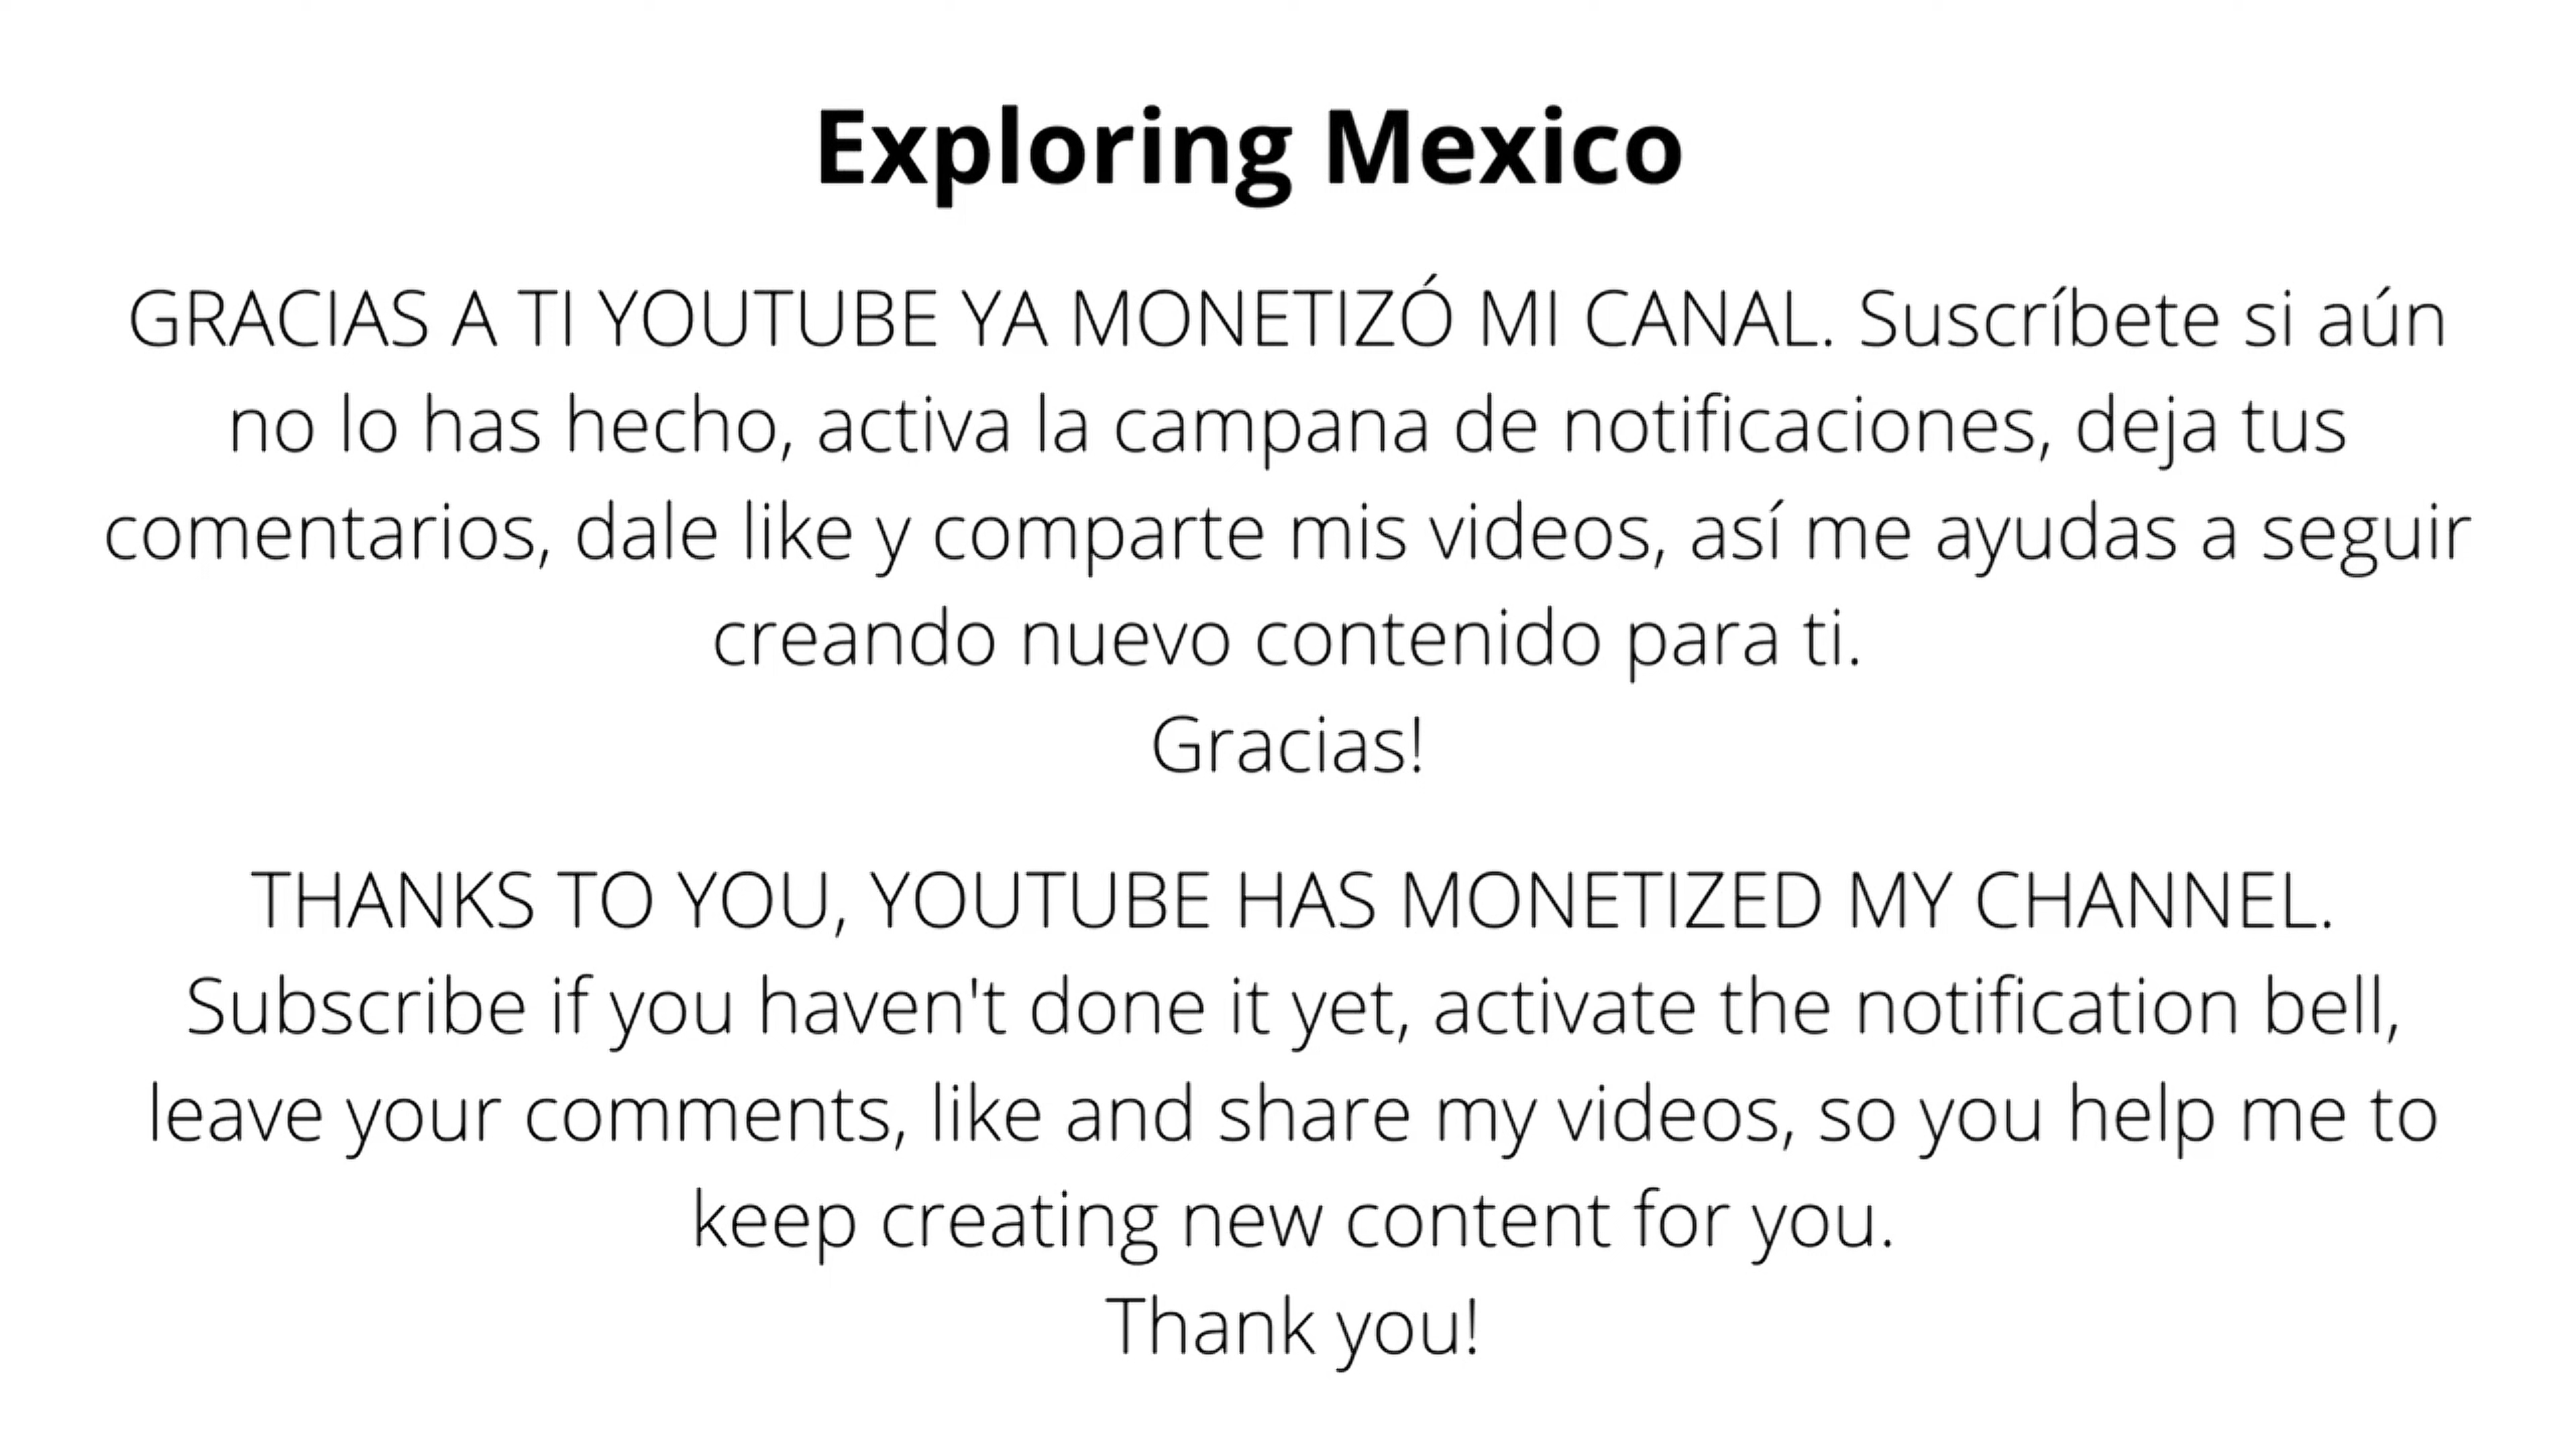 Exploring Mexico
GRACIAS A TI YOUTUBE YA MONETIZÓ MI CANAL. Suscríbete si aún
no lo has hecho, activa la campana de notificaciones, deja tus
comentarios, dale like y comparte mis videos, así me ayudas a seguir
creando nuevo contenido para ti.
Gracias!
THANKS TO YOU, YOUTUBE HAS MONETIZED MY CHANNEL.
Subscribe if you haven't done it yet, activate the notification bell,
leave your comments, like and share my videos, so you help me to
keep creating new content for you.
Thank you!